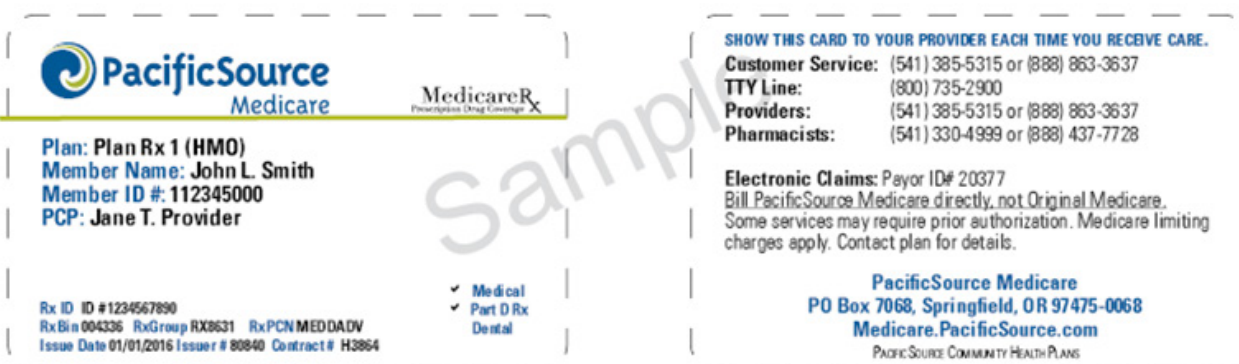 PacificSource
Medicare
MedicareRx
Prescription Drug Coverage
Plan: Plan Rx 1 (HMO)
Member Name: John L. Smith
Member ID #: 112345000
PCP: Jane T. Provider
Rx ID ID #1234567890
RxBin 004336 RxGroup RX8631 RxPCN MEDDADV
Issue Date 01/01/2016 Issuer # 80840 Contract # H3864
✓ Medical
✓ Part D Rx
Dental
Sample
SHOW THIS CARD TO YOUR PROVIDER EACH TIME YOU RECEIVE CARE.
Customer Service: (541) 385-5315 or (888) 863-3637
TTY Line: (800) 735-2900
Providers: (541) 385-5315 or (888) 863-3637
Pharmacists: (541) 330-4999 or (888) 437-7728
Electronic Claims: Payor ID# 20377
Bill PacificSource Medicare directly, not Original Medicare.
Some services may require prior authorization. Medicare limiting
charges apply. Contact plan for details.
PacificSource Medicare
PO Box 7068, Springfield, OR 97475-0068
Medicare.PacificSource.com
PACIFICSOURCE COMMUNITY HEALTH PLANS